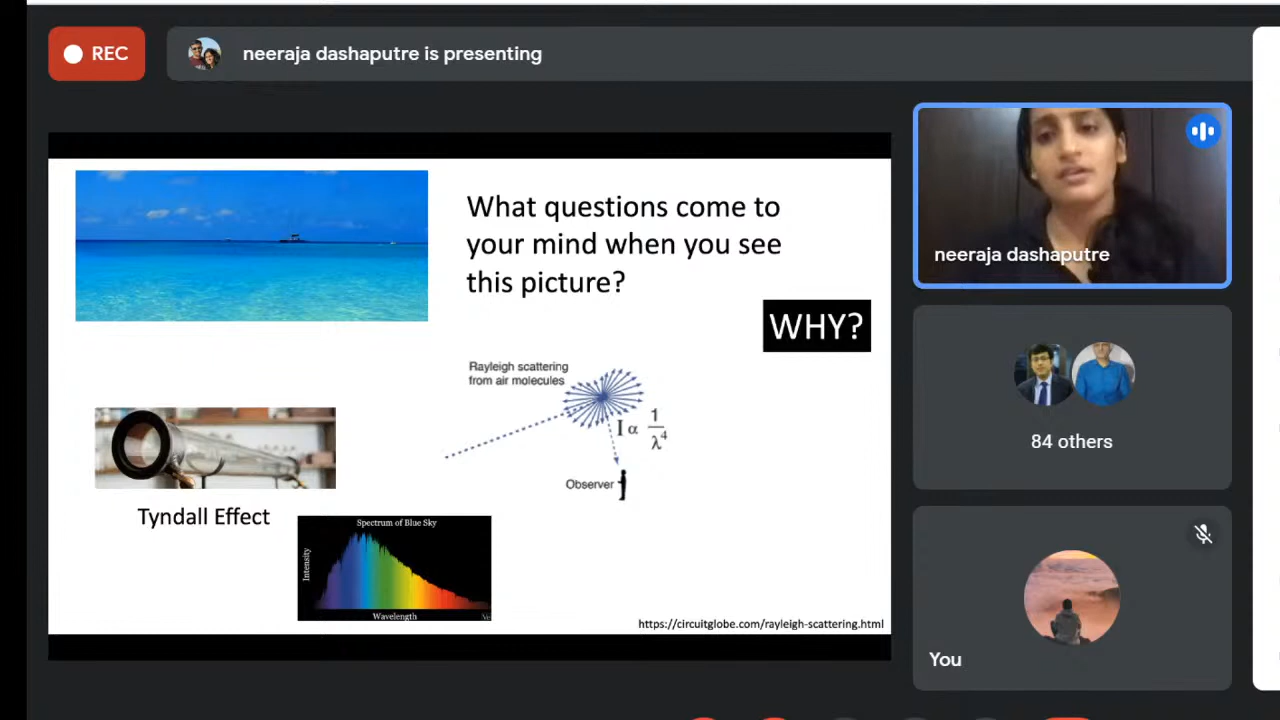 REC
neeraja dashaputre is presenting
What questions come to
your mind when you see
this picture?
WHY?
Rayleigh scattering
from air molecules
I α 1/λ⁴
Observer
Tyndall Effect
Spectrum of Blue Sky
Intensity
Wavelength
https://circuitglobe.com/rayleigh-scattering.html
neeraja dashaputre
84 others
You